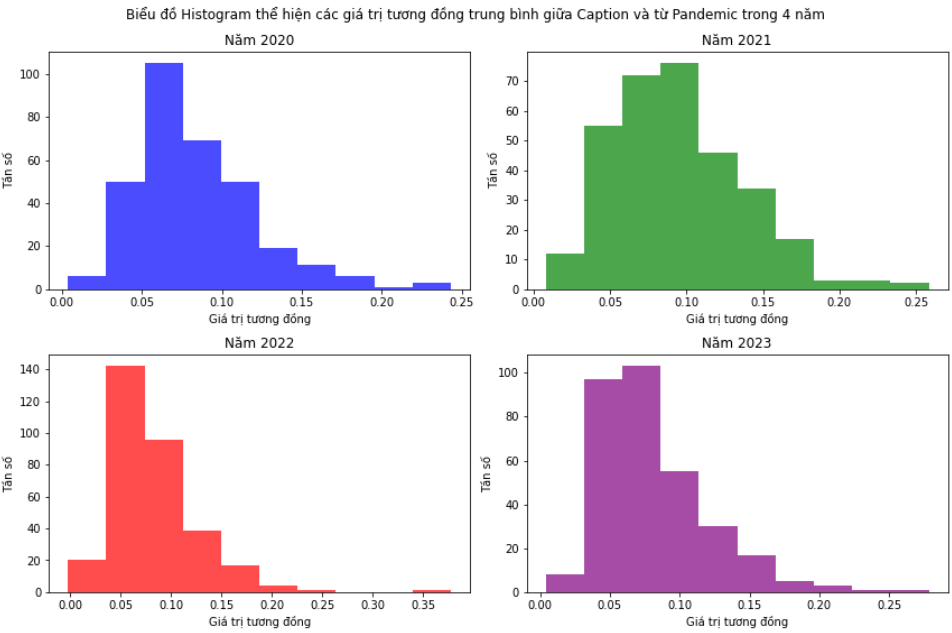 Biểu đồ Histogram thể hiện các giá trị tương đồng trung bình giữa Caption và từ Pandemic trong 4 năm
Năm 2020
Tần số
100
80
60
40
20
0
0.00 0.05 0.10 0.15 0.20 0.25
Giá trị tương đồng
Năm 2021
Tần số
70
60
50
40
30
20
10
0
0.00 0.05 0.10 0.15 0.20 0.25
Giá trị tương đồng
Năm 2022
Tần số
140
120
100
80
60
40
20
0
0.00 0.05 0.10 0.15 0.20 0.25 0.30 0.35
Giá trị tương đồng
Năm 2023
Tần số
100
80
60
40
20
0
0.00 0.05 0.10 0.15 0.20 0.25
Giá trị tương đồng